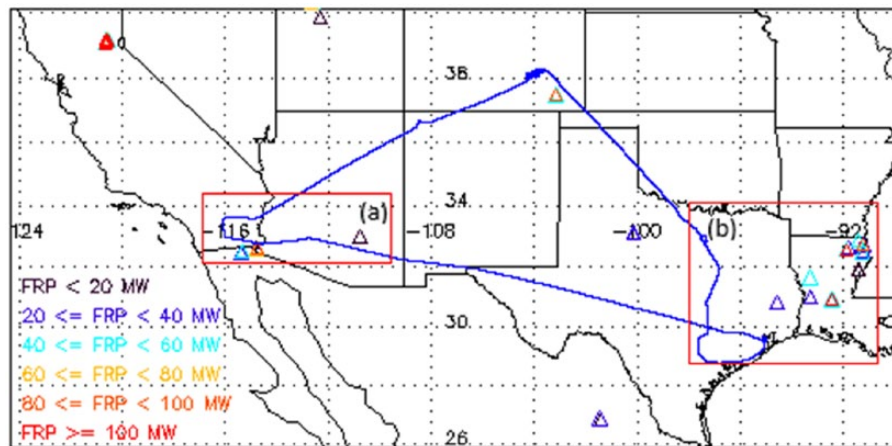 38
34
(a)
(b)
-124 -116 -108 -100 -92
FRP < 20 MW
20 <= FRP < 40 MW
40 <= FRP < 60 MW
60 <= FRP < 80 MW
80 <= FRP < 100 MW
FRP >= 100 MW
30
26